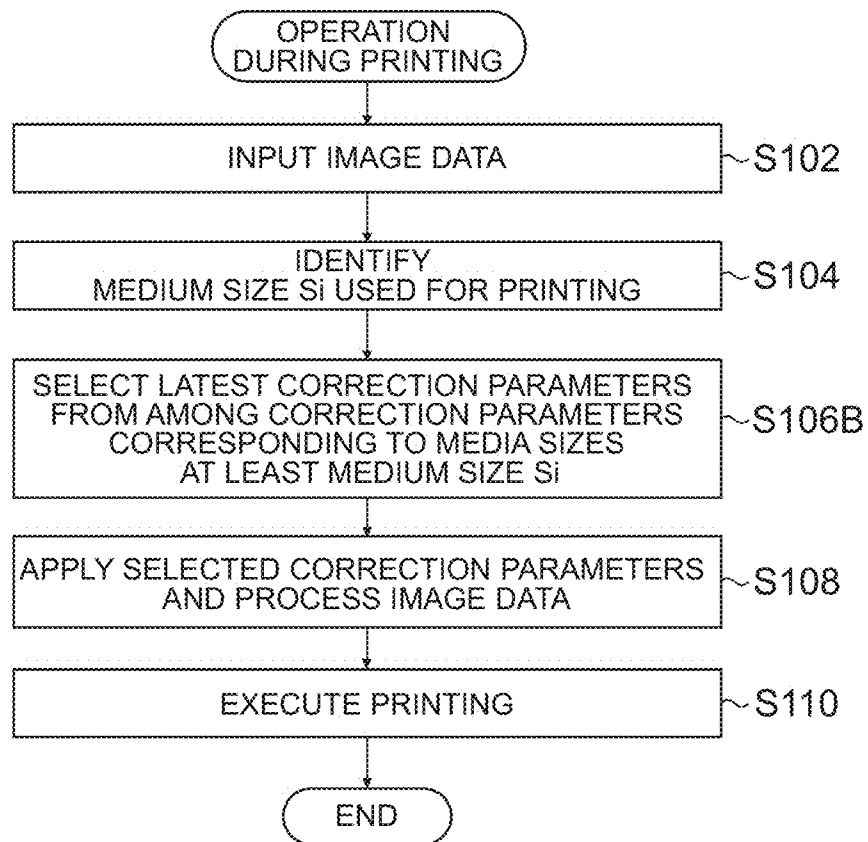 OPERATION
DURING PRINTING
INPUT IMAGE DATA
S102
IDENTIFY
MEDIUM SIZE Si USED FOR PRINTING
S104
SELECT LATEST CORRECTION PARAMETERS
FROM AMONG CORRECTION PARAMETERS
CORRESPONDING TO MEDIA SIZES
AT LEAST MEDIUM SIZE Si
S106B
APPLY SELECTED CORRECTION PARAMETERS
AND PROCESS IMAGE DATA
S108
EXECUTE PRINTING
S110
END